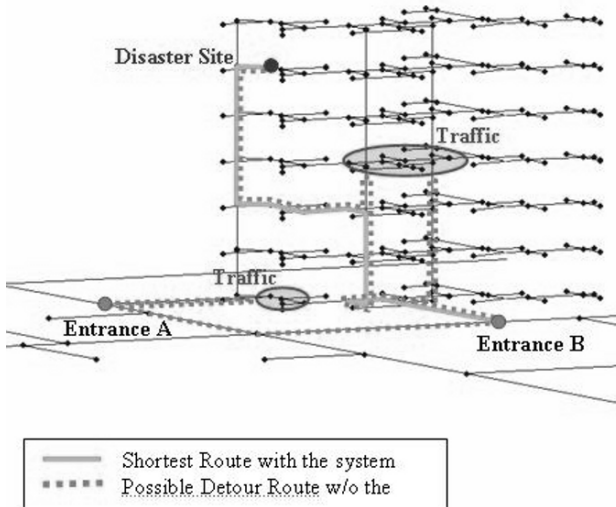 Disaster Site
Traffic
Traffic
Entrance A
Entrance B
Shortest Route with the system
Possible Detour Route w/o the